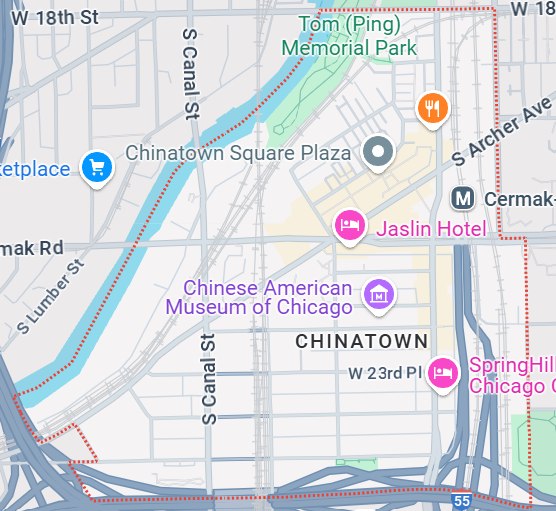 W 18th St
Tom (Ping)
Memorial Park
W 18
S Canal St
S Archer Ave
Chinatown Square Plaza
ketplace
M
Cermak-
Jaslin Hotel
mak Rd
S Lumber St
Chinese American
Museum of Chicago
CHINATOWN
S Canal St
W 23rd Pl
SpringHill
Chicago C
55